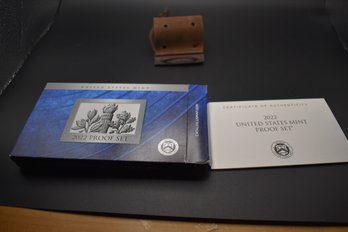 UNITED STATES MINT
2022 PROOF SET
CERTIFICATE OF AUTHENTICITY
2022
UNITED STATES MINT
PROOF SET